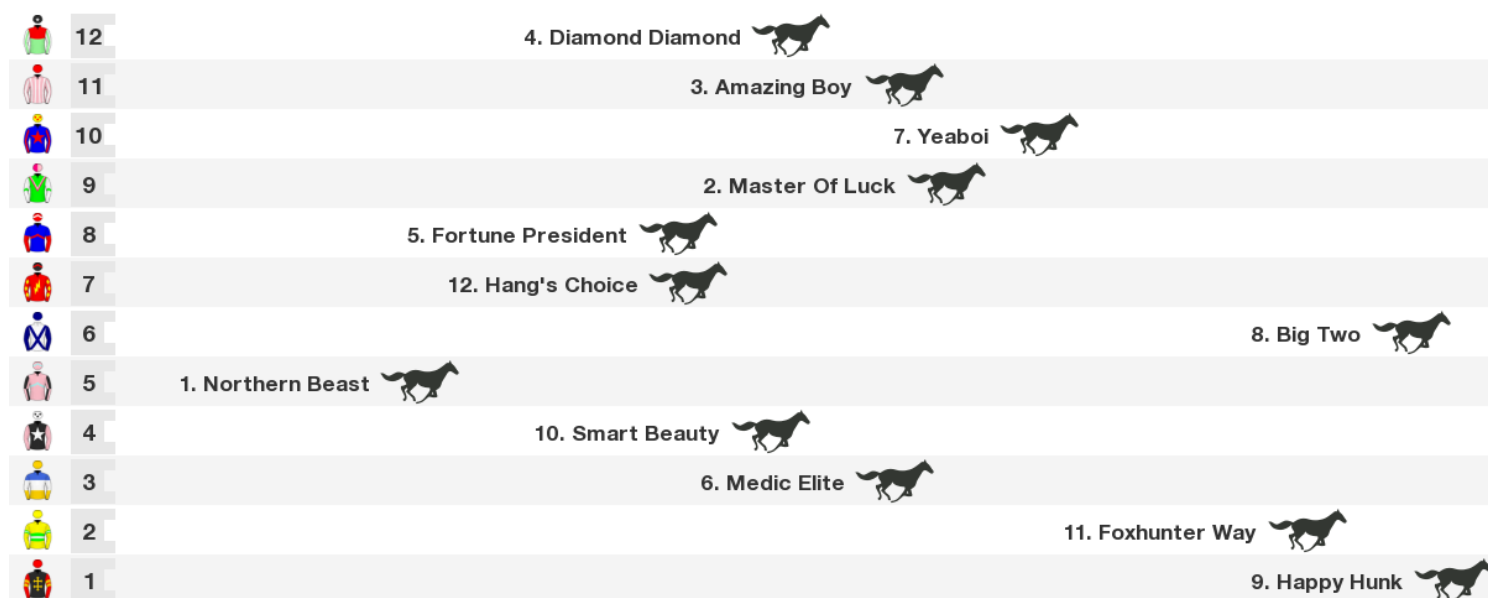 12 4. Diamond Diamond
11 3. Amazing Boy
10 7. Yeaboi
9 2. Master Of Luck
8 5. Fortune President
7 12. Hang's Choice
6 8. Big Two
5 1. Northern Beast
4 10. Smart Beauty
3 6. Medic Elite
2 11. Foxhunter Way
1 9. Happy Hunk